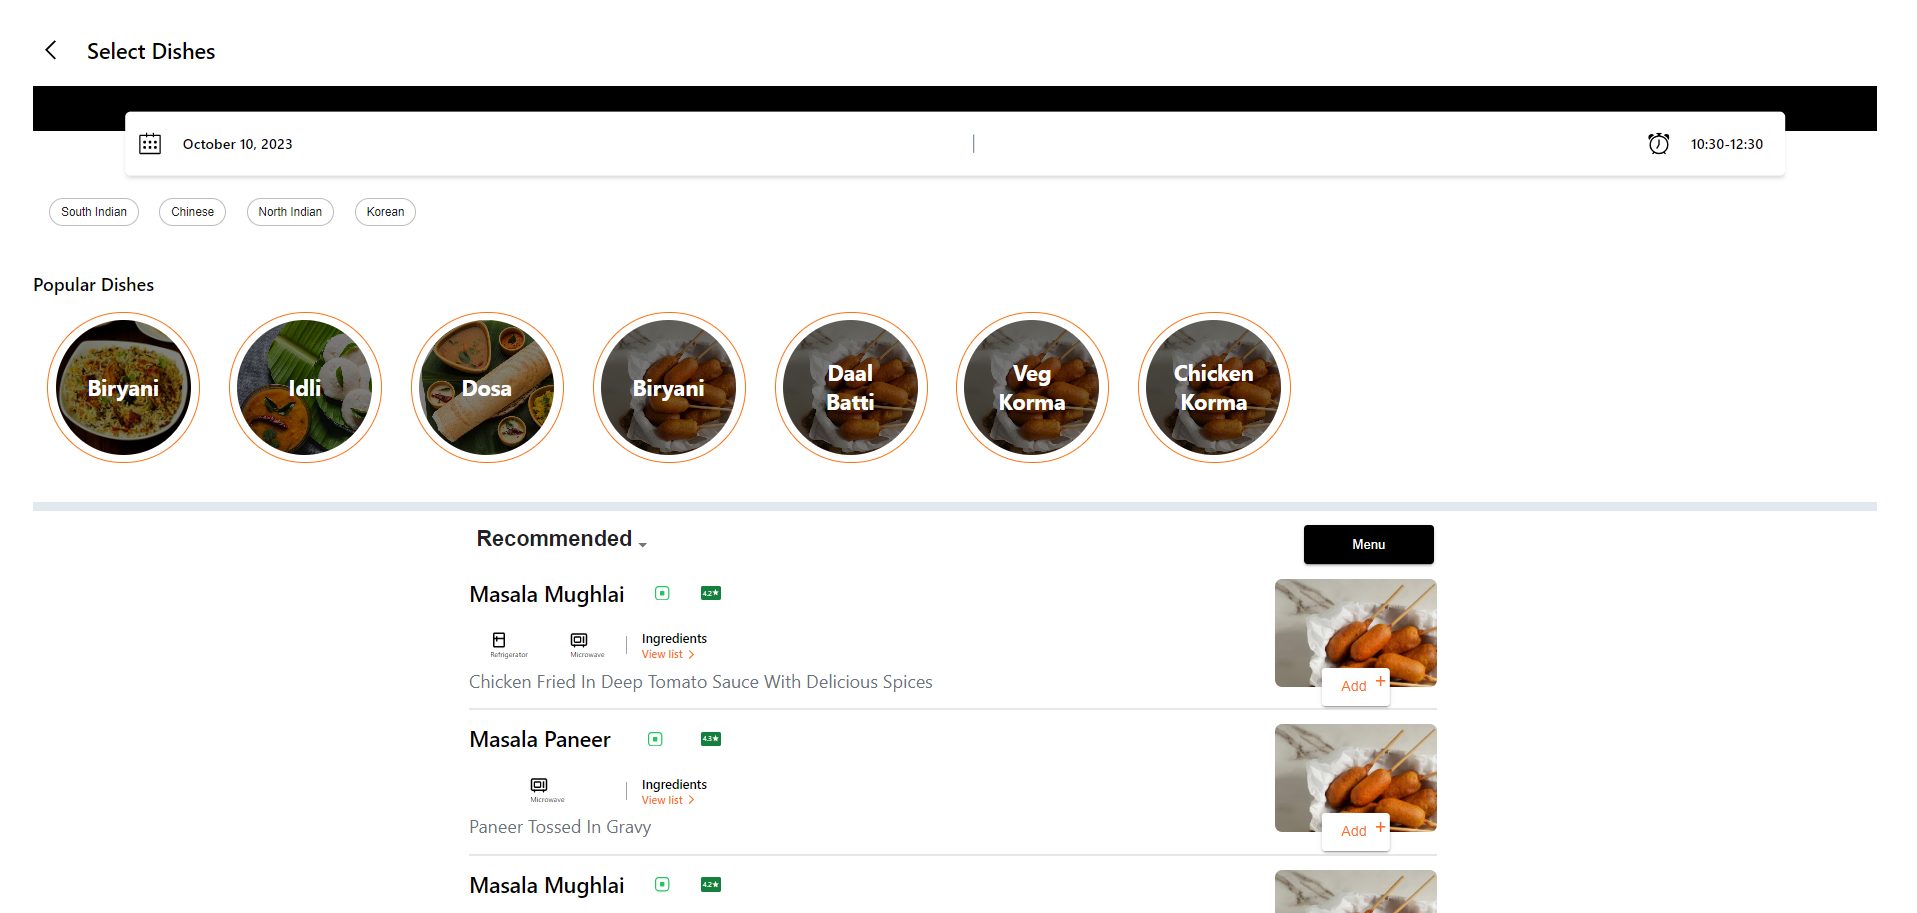 Select Dishes
October 10, 2023
10:30-12:30
South Indian
Chinese
North Indian
Korean
Popular Dishes
Biryani
Idli
Dosa
Biryani
Daal
Batti
Veg
Korma
Chicken
Korma
Recommended
Menu
Masala Mughlai
4.2★
Refrigerator
Microwave
Ingredients
View list >
Chicken Fried In Deep Tomato Sauce With Delicious Spices
Add +
Masala Paneer
4.3★
Microwave
Ingredients
View list >
Paneer Tossed In Gravy
Add +
Masala Mughlai
4.2★